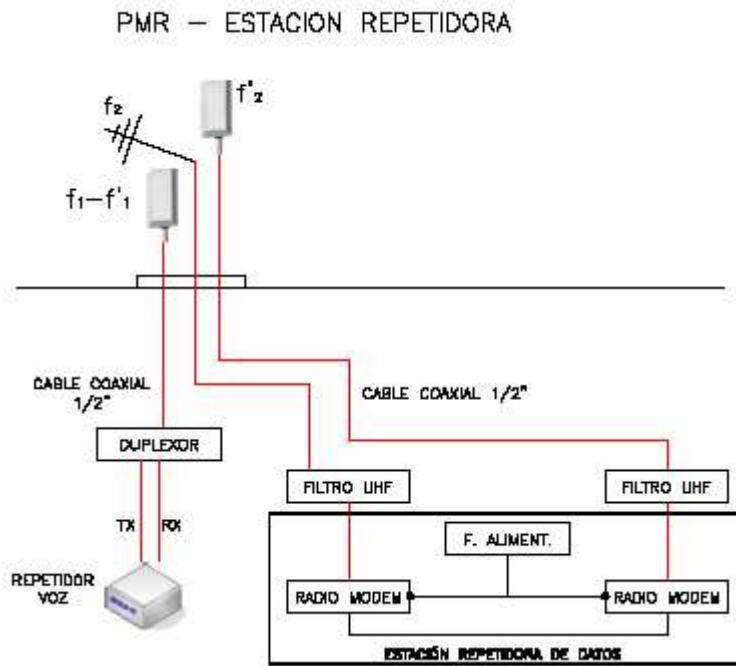 PMR – ESTACION REPETIDORA
f'2
f2
f1–f'1
CABLE COAXIAL
1/2"
CABLE COAXIAL 1/2"
DUPLEXOR
FILTRO UHF
FILTRO UHF
TX
RX
F. ALIMENT.
REPETIDOR
VOZ
RADIO MODEM
RADIO MODEM
ESTACIÓN REPETIDORA DE DATOS